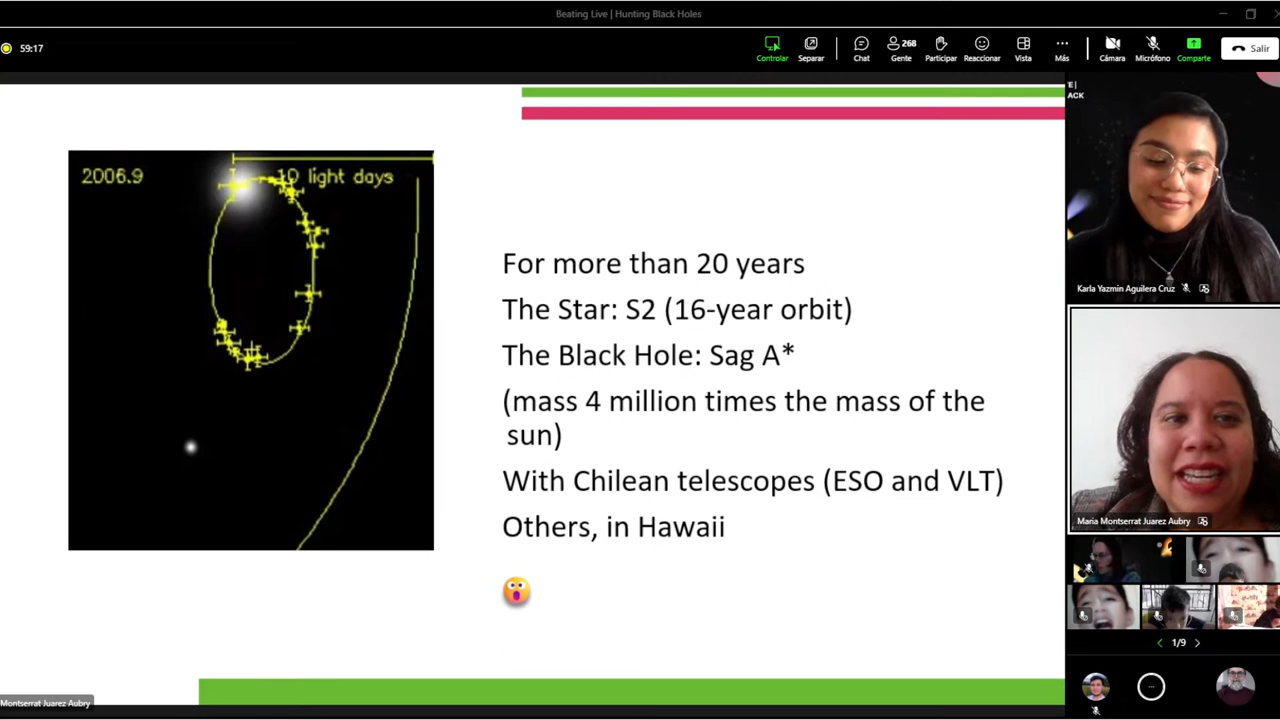 Beating Live | Hunting Black Holes
59:17
Controlar
Separar
Chat
268
Gente
Participar
Reaccionar
Vista
Más
Cámara
Micrófono
Comparte
Salir
E |
ACK
2006.9
10 light days
For more than 20 years
The Star: S2 (16-year orbit)
The Black Hole: Sag A*
(mass 4 million times the mass of the
sun)
With Chilean telescopes (ESO and VLT)
Others, in Hawaii
Karla Yazmin Aguilera Cruz
Maria Montserrat Juarez Aubry
1/9
Montserrat Juarez Aubry